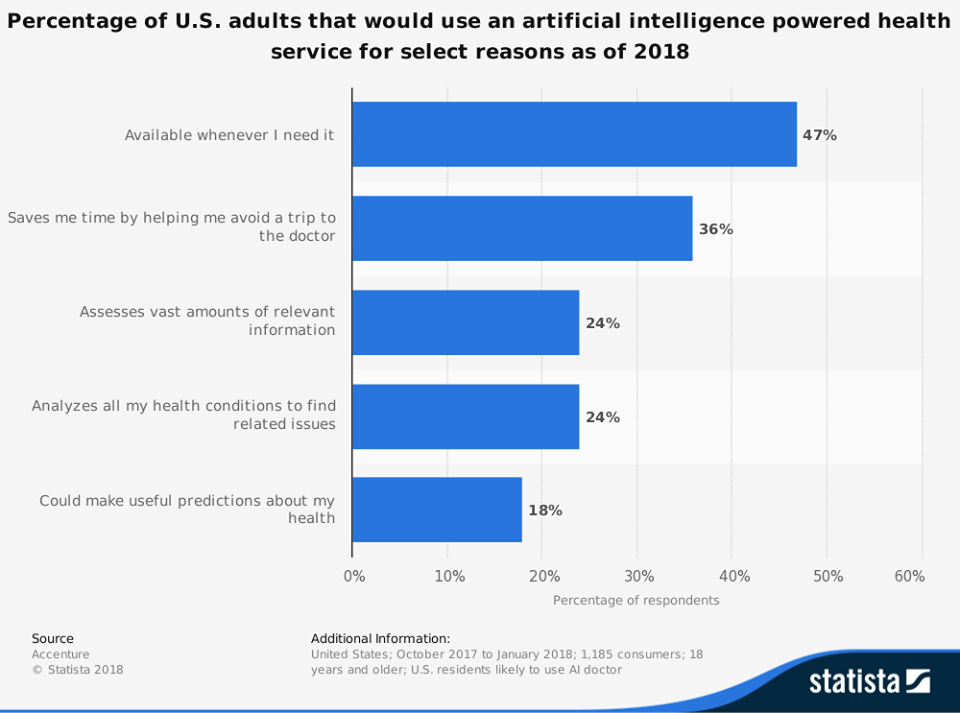 Percentage of U.S. adults that would use an artificial intelligence powered health
service for select reasons as of 2018
Available whenever I need it
47%
Saves me time by helping me avoid a trip to
the doctor
36%
Assesses vast amounts of relevant
information
24%
Analyzes all my health conditions to find
related issues
24%
Could make useful predictions about my
health
18%
0% 10% 20% 30% 40% 50% 60%
Percentage of respondents
Source
Accenture
© Statista 2018
Additional Information:
United States; October 2017 to January 2018; 1,185 consumers; 18
years and older; U.S. residents likely to use AI doctor
statista